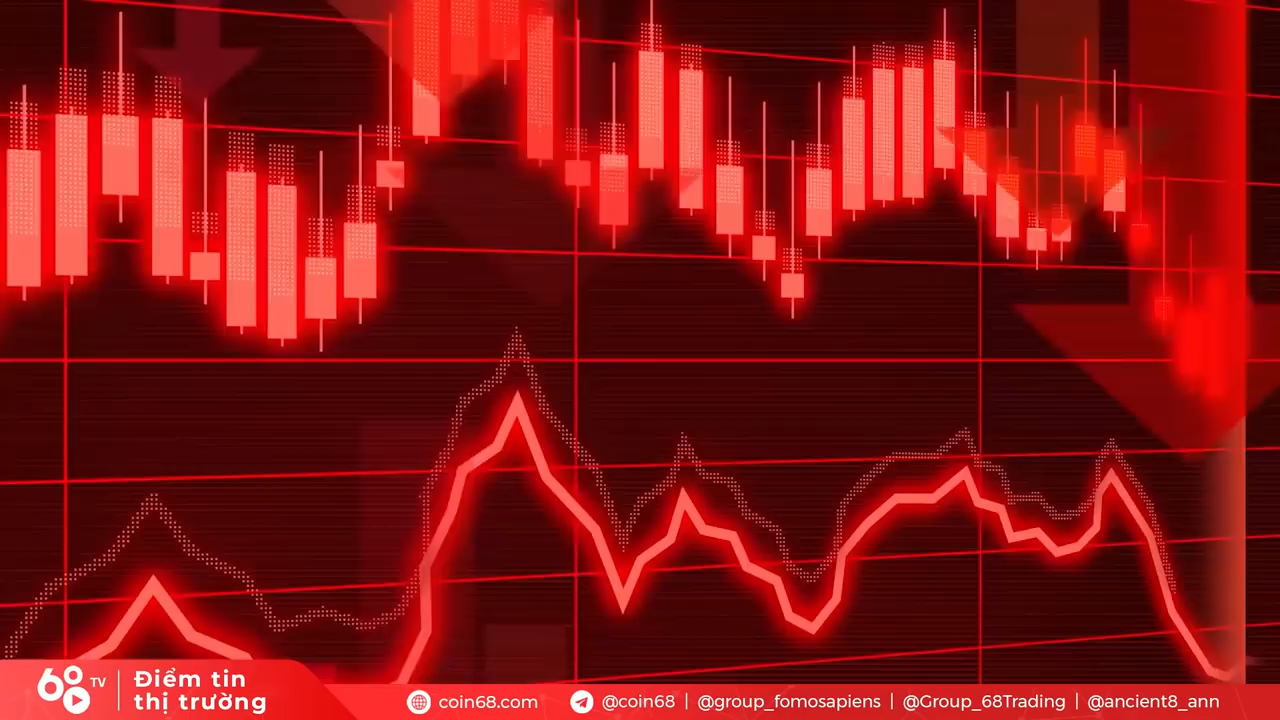 68 TV
Điểm tin
thị trường
coin68.com
@coin68 | @group_fomosapiens | @Group_68Trading | @ancient8_ann